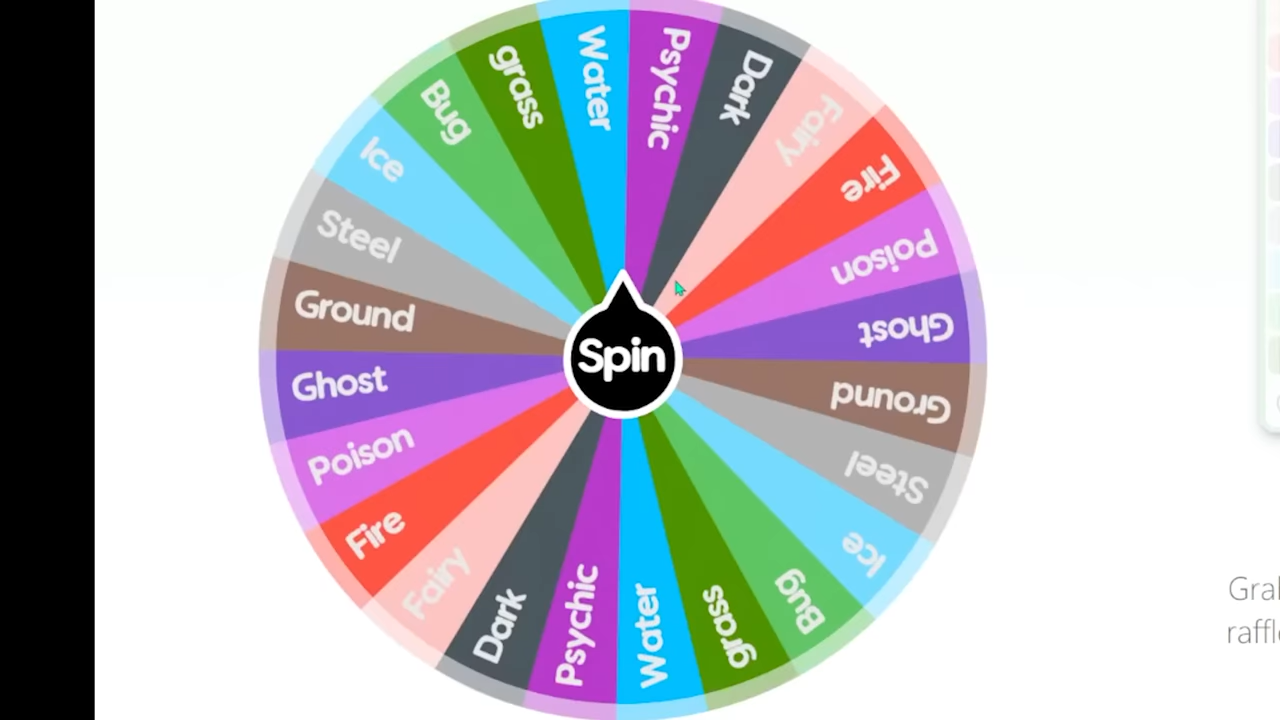 Water
Psychic
Dark
Fairy
Fire
Poison
Ghost
Ground
Steel
Ice
Bug
grass
Water
Psychic
Dark
Fairy
Fire
Poison
Ghost
Ground
Steel
Ice
Bug
grass
Spin